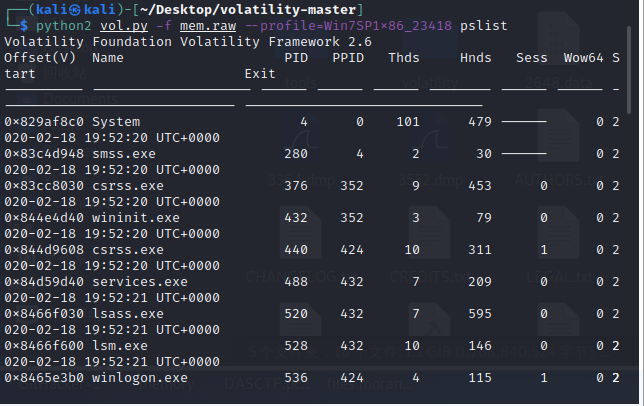 ┌──(kali㉿kali)-[~/Desktop/volatility-master]
└─$ python2 vol.py -f mem.raw --profile=Win7SP1×86_23418 pslist
Volatility Foundation Volatility Framework 2.6
Offset(V)  Name                    PID   PPID   Thds     Hnds   Sess  Wow64 S
tart                          Exit
---------- -------------------- ------ ------ ------ -------- ------ ------ -
----------------------------- ------------------------------
0×829af8c0 System                    4      0    101      479 ------      0 2
020-02-18 19:52:20 UTC+0000
0×83c4d948 smss.exe                280      4      2       30 ------      0 2
020-02-18 19:52:20 UTC+0000
0×83cc8030 csrss.exe               376    352      9      453      0      0 2
020-02-18 19:52:20 UTC+0000
0×844e4d40 wininit.exe             432    352      3       79      0      0 2
020-02-18 19:52:20 UTC+0000
0×844d9608 csrss.exe               440    424     10      311      1      0 2
020-02-18 19:52:20 UTC+0000
0×84d59d40 services.exe            488    432      7      209      0      0 2
020-02-18 19:52:21 UTC+0000
0×8466f030 lsass.exe               520    432      7      595      0      0 2
020-02-18 19:52:21 UTC+0000
0×8466f600 lsm.exe                 528    432     10      146      0      0 2
020-02-18 19:52:21 UTC+0000
0×8465e3b0 winlogon.exe            536    424      4      115      1      0 2